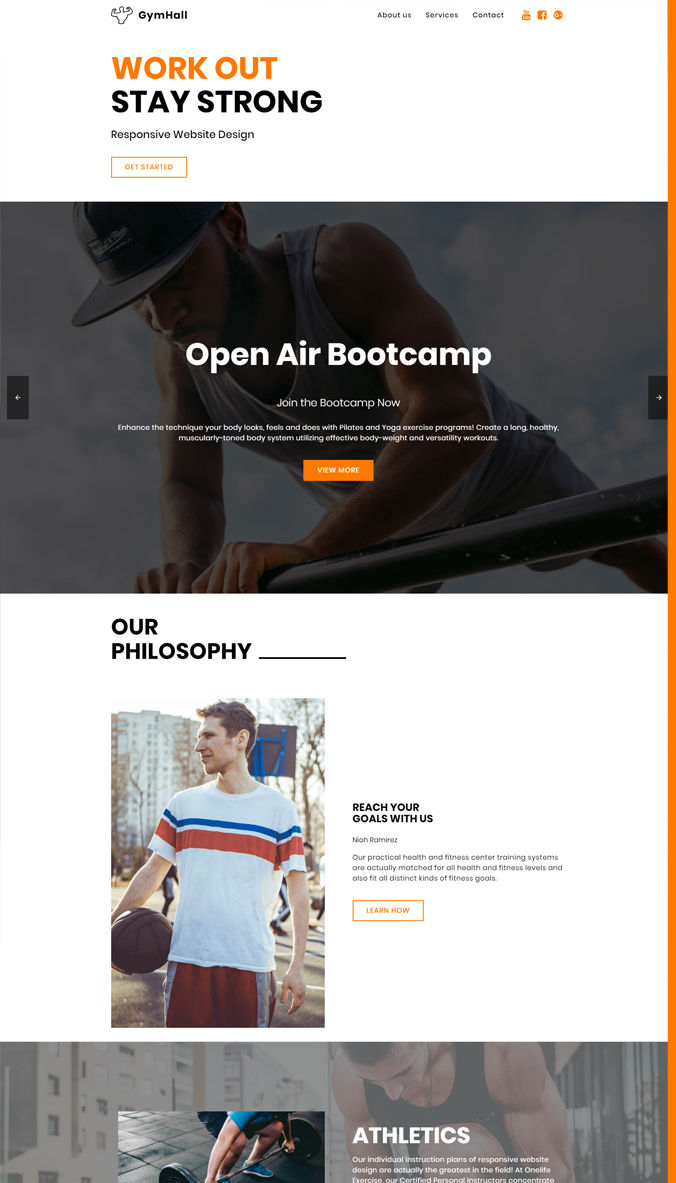 GymHall
About us Services Contact
WORK OUT
STAY STRONG
Responsive Website Design
GET STARTED
Open Air Bootcamp
Join the Bootcamp Now
Enhance the technique your body looks, feels and does with Pilates and Yoga exercise programs! Create a long, healthy,
muscularly-toned body system utilizing effective body-weight and versatility workouts.
VIEW MORE
OUR
PHILOSOPHY
REACH YOUR
GOALS WITH US
Nioh Ramirez
Our practical health and fitness center training systems
are actually matched for all health and fitness levels and
also fit all distinct kinds of fitness goals.
LEARN HOW
ATHLETICS
Our individual instruction plans of responsive website
design are actually the greatest in the field! At Onelife
Exercise, our Certified Personal Instructors concentrate